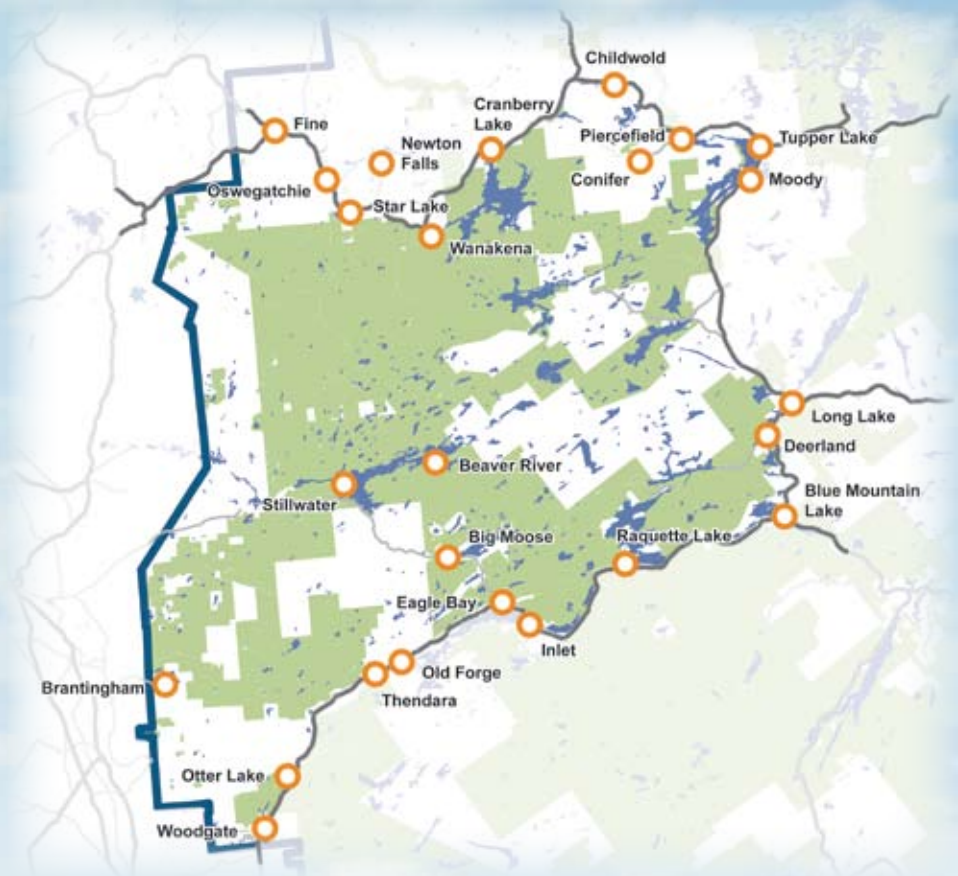 Childwold
Cranberry
Lake
Fine
Piercefield
Tupper Lake
Newton
Falls
Conifer
Moody
Oswegatchie
Star Lake
Wanakena
Long Lake
Deerland
Beaver River
Blue Mountain
Lake
Stillwater
Big Moose
Raquette Lake
Eagle Bay
Inlet
Old Forge
Brantingham
Thendara
Otter Lake
Woodgate